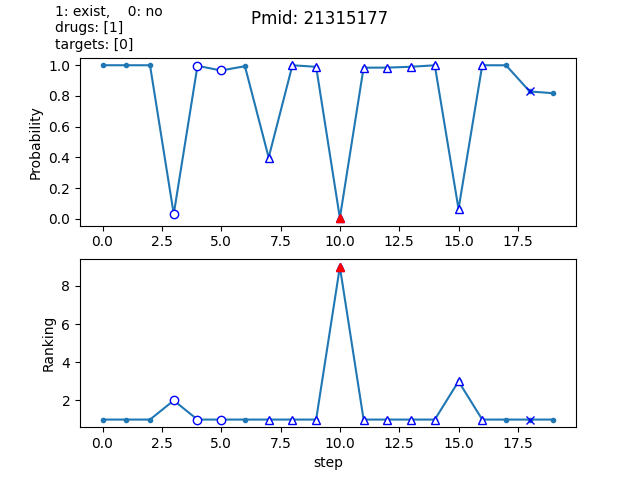 1: exist,    0: no
drugs: [1]
targets: [0]
Pmid: 21315177
1.0
0.8
0.6
0.4
0.2
0.0
Probability
0.0 2.5 5.0 7.5 10.0 12.5 15.0 17.5
8
6
4
2
Ranking
0.0 2.5 5.0 7.5 10.0 12.5 15.0 17.5
step